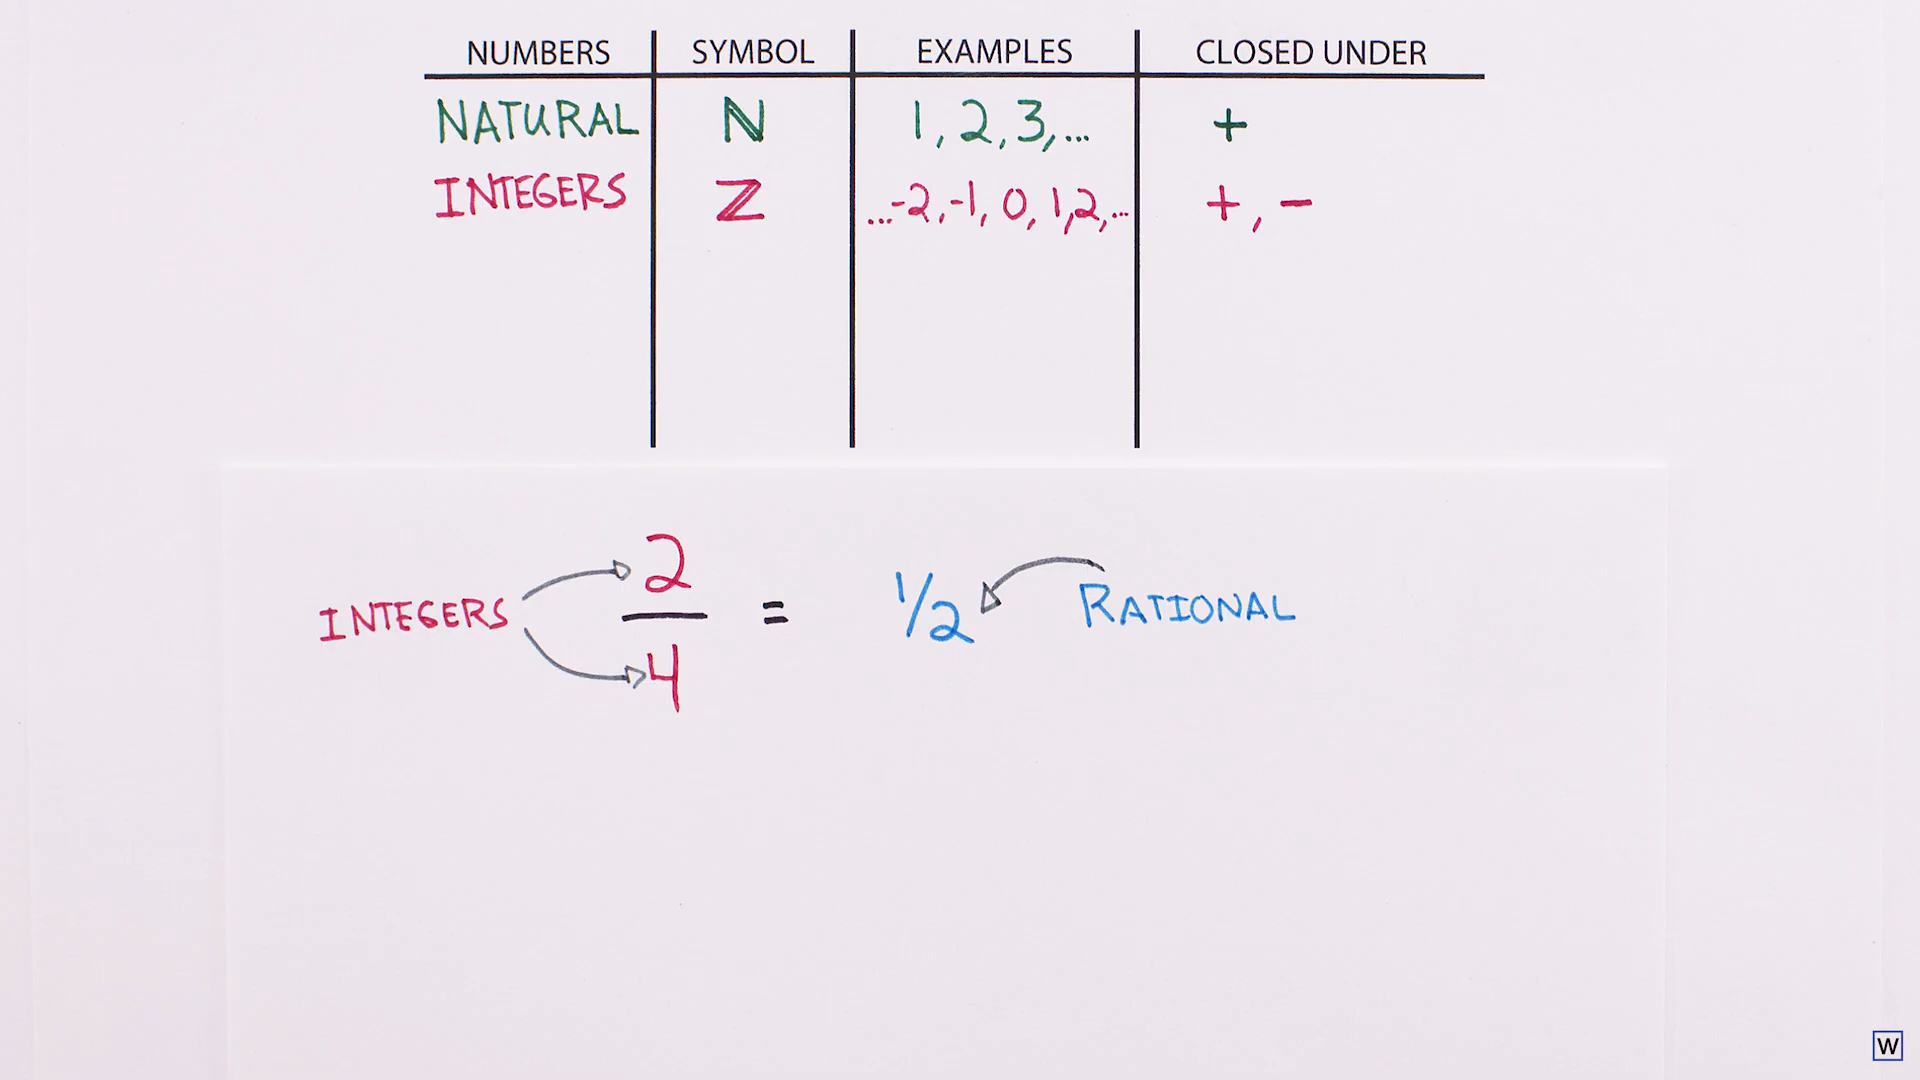 NUMBERS SYMBOL EXAMPLES CLOSED UNDER
NATURAL ℕ 1, 2, 3, ... +
INTEGERS ℤ ...-2, -1, 0, 1, 2, ... +, -
INTEGERS 2/4 = 1/2 RATIONAL
W